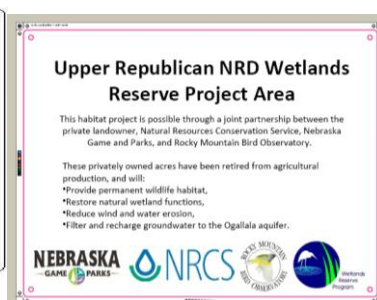 Upper Republican NRD Wetlands
Reserve Project Area
This habitat project is possible through a joint partnership between the
private landowner, Natural Resources Conservation Service, Nebraska
Game and Parks, and Rocky Mountain Bird Observatory.
These privately owned acres have been retired from agricultural
production, and will:
*Provide permanent wildlife habitat,
*Restore natural wetland functions,
*Reduce wind and water erosion,
*Filter and recharge groundwater to the Ogallala aquifer.
NEBRASKA
GAME PARKS
NRCS
ROCKY MOUNTAIN
BIRD OBSERVATORY
Wetlands
Reserve
Program